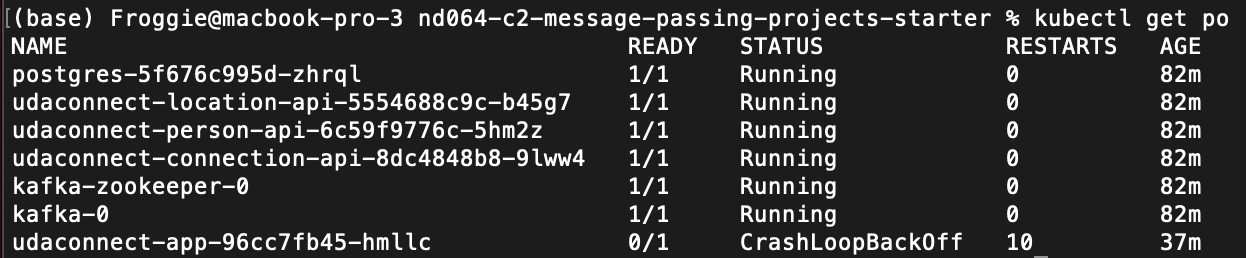 (base) Froggie@macbook-pro-3 nd064-c2-message-passing-projects-starter % kubectl get po
NAME READY STATUS RESTARTS AGE
postgres-5f676c995d-zhrql 1/1 Running 0 82m
udaconnect-location-api-5554688c9c-b45g7 1/1 Running 0 82m
udaconnect-person-api-6c59f9776c-5hm2z 1/1 Running 0 82m
udaconnect-connection-api-8dc4848b8-9lww4 1/1 Running 0 82m
kafka-zookeeper-0 1/1 Running 0 82m
kafka-0 1/1 Running 0 82m
udaconnect-app-96cc7fb45-hmllc 0/1 CrashLoopBackOff 10 37m